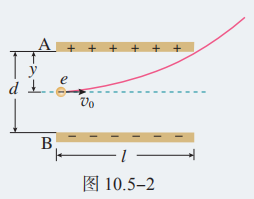 A + + + + + +
y
e
d
v₀
B − − − − − −
l
图 10.5-2